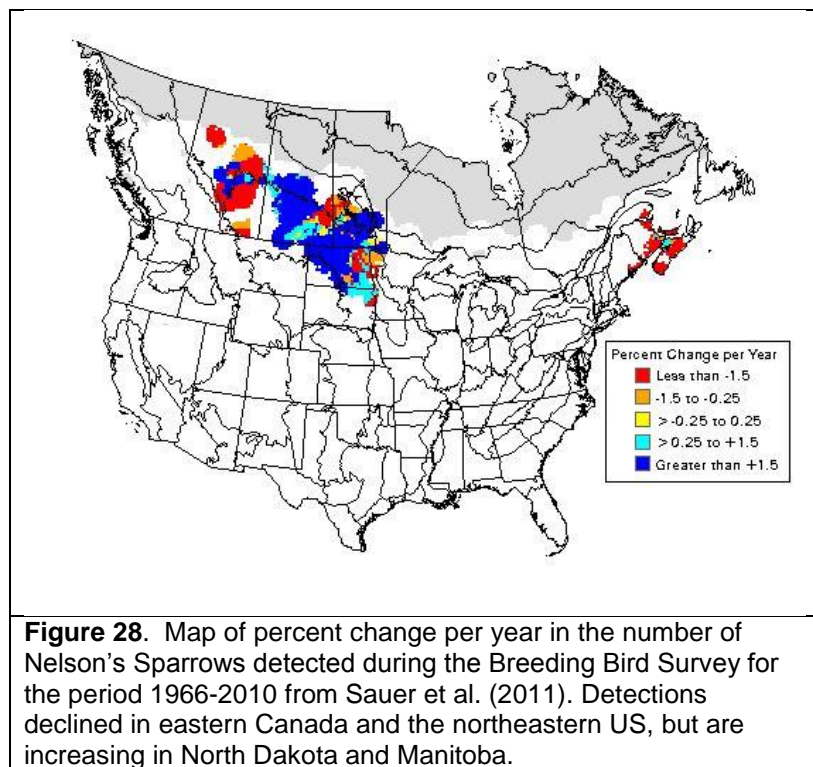 Percent Change per Year
Less than -1.5
-1.5 to -0.25
> -0.25 to 0.25
> 0.25 to +1.5
Greater than +1.5
Figure 28. Map of percent change per year in the number of
Nelson's Sparrows detected during the Breeding Bird Survey for
the period 1966-2010 from Sauer et al. (2011). Detections
declined in eastern Canada and the northeastern US, but are
increasing in North Dakota and Manitoba.